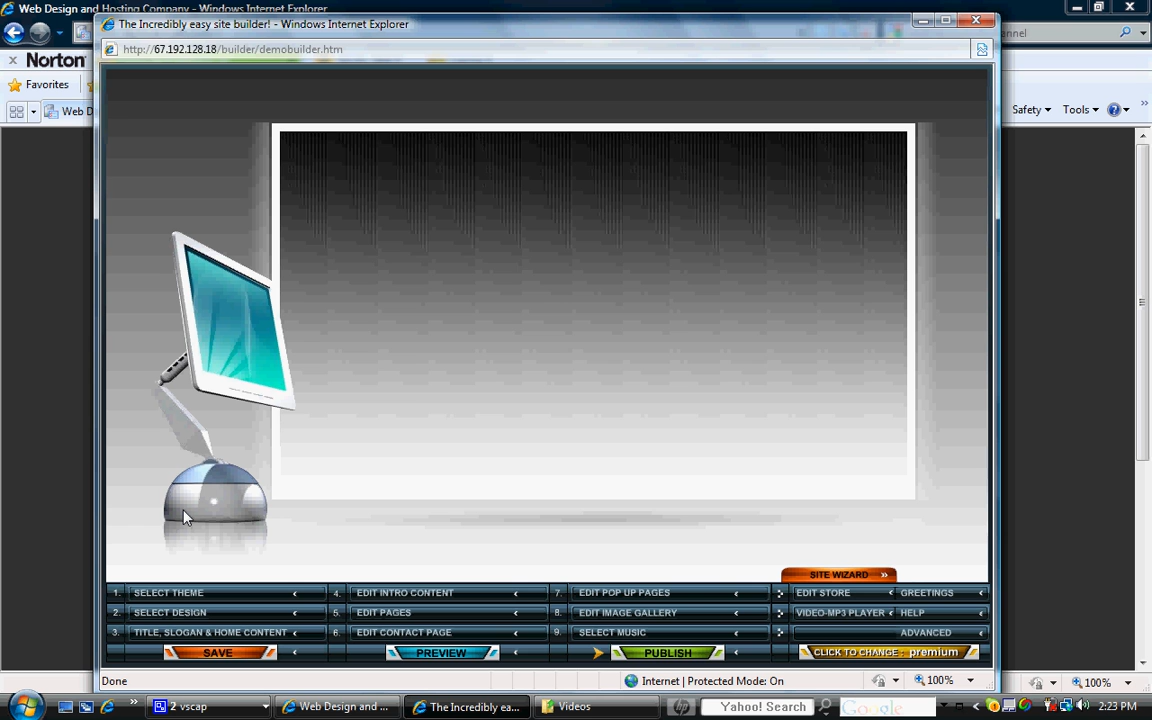 Web Design and Hosting Company - Windows Internet Explorer
The Incredibly easy site builder! - Windows Internet Explorer
http://67.192.128.18/builder/demobuilder.htm
Norton
Favorites
Web D
Safety
Tools
SITE WIZARD
1. SELECT THEME
4. EDIT INTRO CONTENT
7. EDIT POP UP PAGES
EDIT STORE
GREETINGS
2. SELECT DESIGN
5. EDIT PAGES
8. EDIT IMAGE GALLERY
VIDEO-MP3 PLAYER
HELP
3. TITLE, SLOGAN & HOME CONTENT
6. EDIT CONTACT PAGE
9. SELECT MUSIC
ADVANCED
SAVE
PREVIEW
PUBLISH
CLICK TO CHANGE : premium
Done
Internet | Protected Mode: On
100%
100%
2 vscap
Web Design and ...
The Incredibly ea...
Videos
hp
Yahoo! Search
Google
2:23 PM